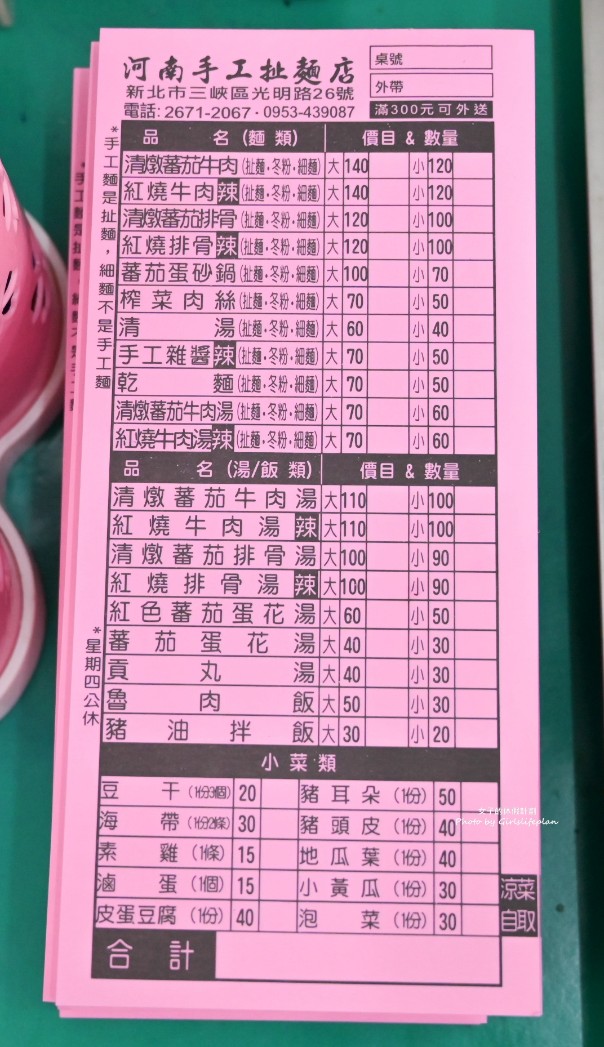 河南手工扯麵店
新北市三峽區光明路26號
電話:2671-2067·0953-439087
桌號
外帶
滿300元可外送
*手工麵是扯麵,細麵不是手工麵
品 名(麵 類) 價目 & 數量
清燉蕃茄牛肉(扯麵·冬粉·細麵) 大 140 小 120
紅燒牛肉辣(扯麵·冬粉·細麵) 大 140 小 120
清燉蕃茄排骨(扯麵·冬粉·細麵) 大 120 小 100
紅燒排骨辣(扯麵·冬粉·細麵) 大 120 小 100
蕃茄蛋砂鍋(扯麵·冬粉·細麵) 大 100 小 70
榨菜肉絲(扯麵·冬粉·細麵) 大 70 小 50
清湯(扯麵·冬粉·細麵) 大 60 小 40
手工雜醬辣(扯麵·冬粉·細麵) 大 70 小 50
乾麵(扯麵·冬粉·細麵) 大 70 小 50
清燉蕃茄牛肉湯(扯麵·冬粉·細麵) 大 70 小 60
紅燒牛肉湯辣(扯麵·冬粉·細麵) 大 70 小 60
品 名(湯/飯 類) 價目 & 數量
清燉蕃茄牛肉湯 大 110 小 100
紅燒牛肉湯辣 大 110 小 100
清燉蕃茄排骨湯 大 100 小 90
紅燒排骨湯辣 大 100 小 90
紅色蕃茄蛋花湯 大 60 小 50
蕃茄蛋花湯 大 40 小 30
貢丸湯 大 40 小 30
魯肉飯 大 50 小 30
豬油拌飯 大 30 小 20
*星期四公休
小菜類
豆干(1份3個) 20 豬耳朵(1份) 50
海帶(1份2條) 30 豬頭皮(1份) 40
素雞(1條) 15 地瓜葉(1份) 40
滷蛋(1個) 15 小黃瓜(1份) 30
皮蛋豆腐(1份) 40 泡菜(1份) 30
涼菜
自取
合計
女子的休假計劃
Photo by Girlslifeplan